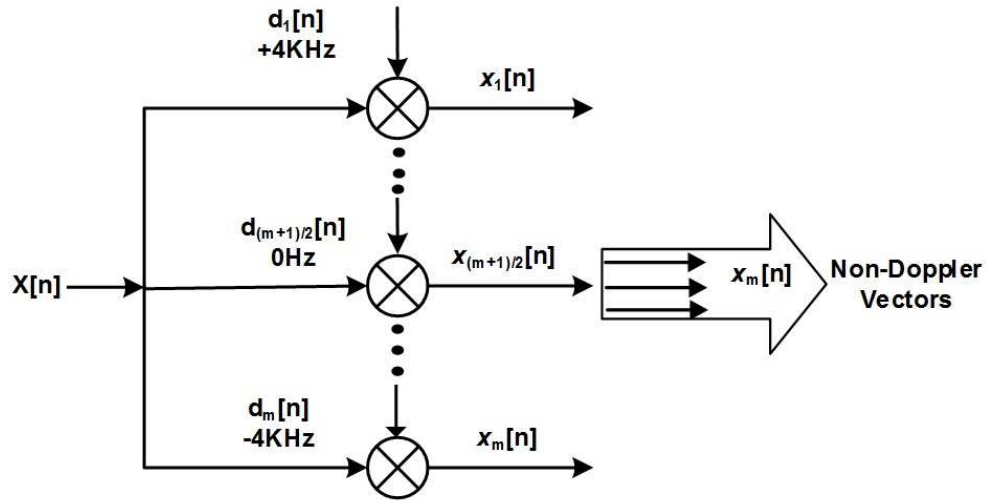 d₁[n]
+4KHz
x₁[n]
d₍ₘ₊₁₎/₂[n]
0Hz
x₍ₘ₊₁₎/₂[n]
X[n]
xₘ[n]
Non-Doppler
Vectors
dₘ[n]
-4KHz
xₘ[n]